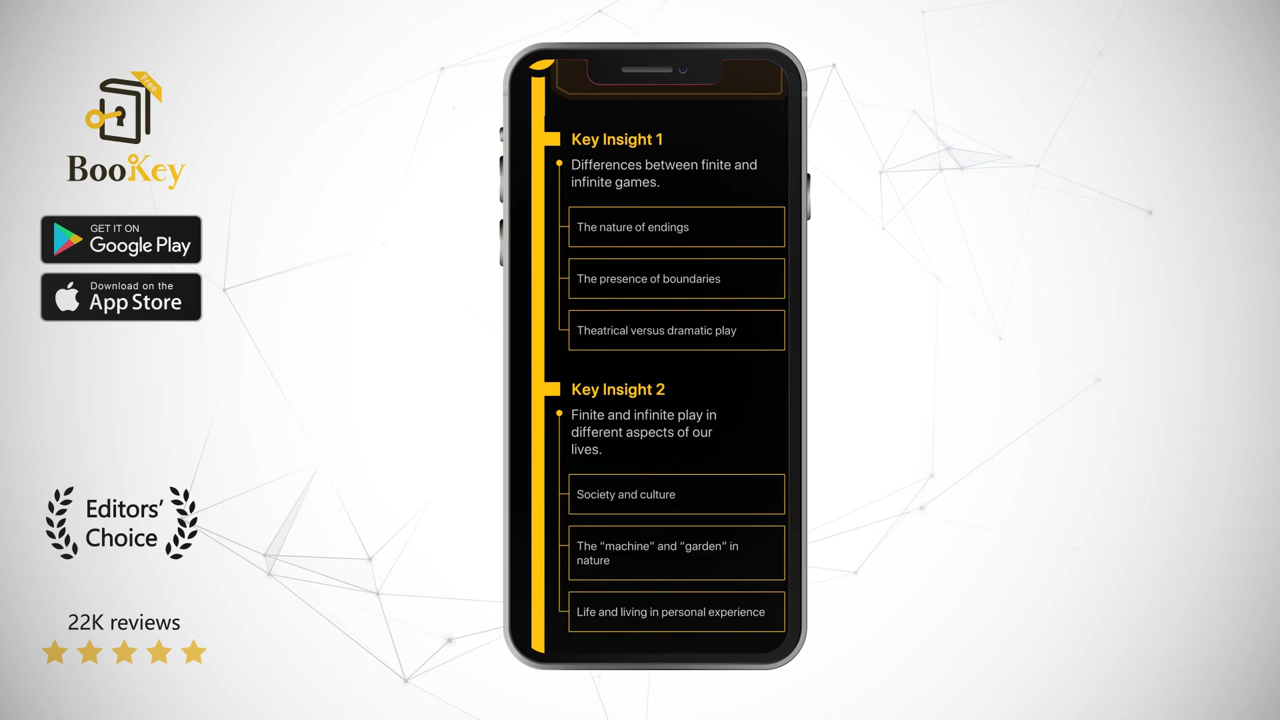 Free
BooKey
GET IT ON
Google Play
Download on the
App Store
Editors’
Choice
22K reviews
Key Insight 1
Differences between finite and
infinite games.
The nature of endings
The presence of boundaries
Theatrical versus dramatic play
Key Insight 2
Finite and infinite play in
different aspects of our
lives.
Society and culture
The “machine” and “garden” in
nature
Life and living in personal experience